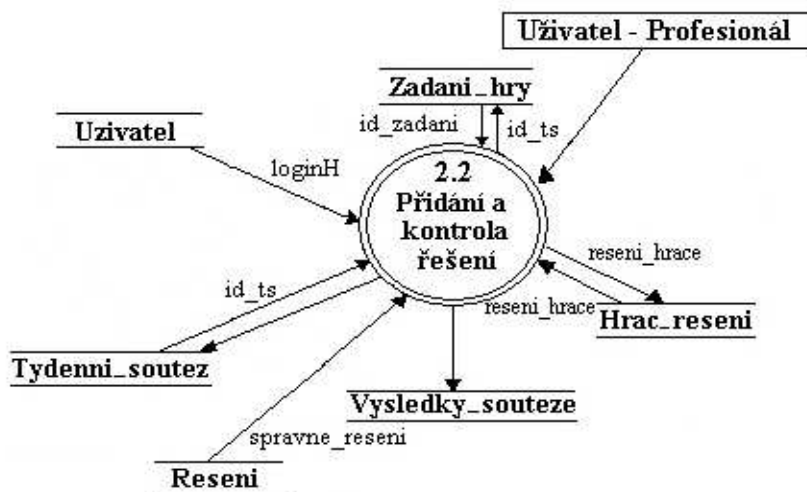 Uživatel - Profesionál
Zadani_hry
Uzivatel
id_zadani
id_ts
loginH
2.2
Přidání a
kontrola
řešení
reseni_hrace
id_ts
reseni_hrace
Hrac_reseni
Tydenni_soutez
Vysledky_souteze
spravne_reseni
Reseni